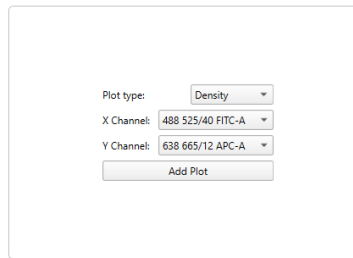 Plot type: Density
X Channel: 488 525/40 FITC-A
Y Channel: 638 665/12 APC-A
Add Plot